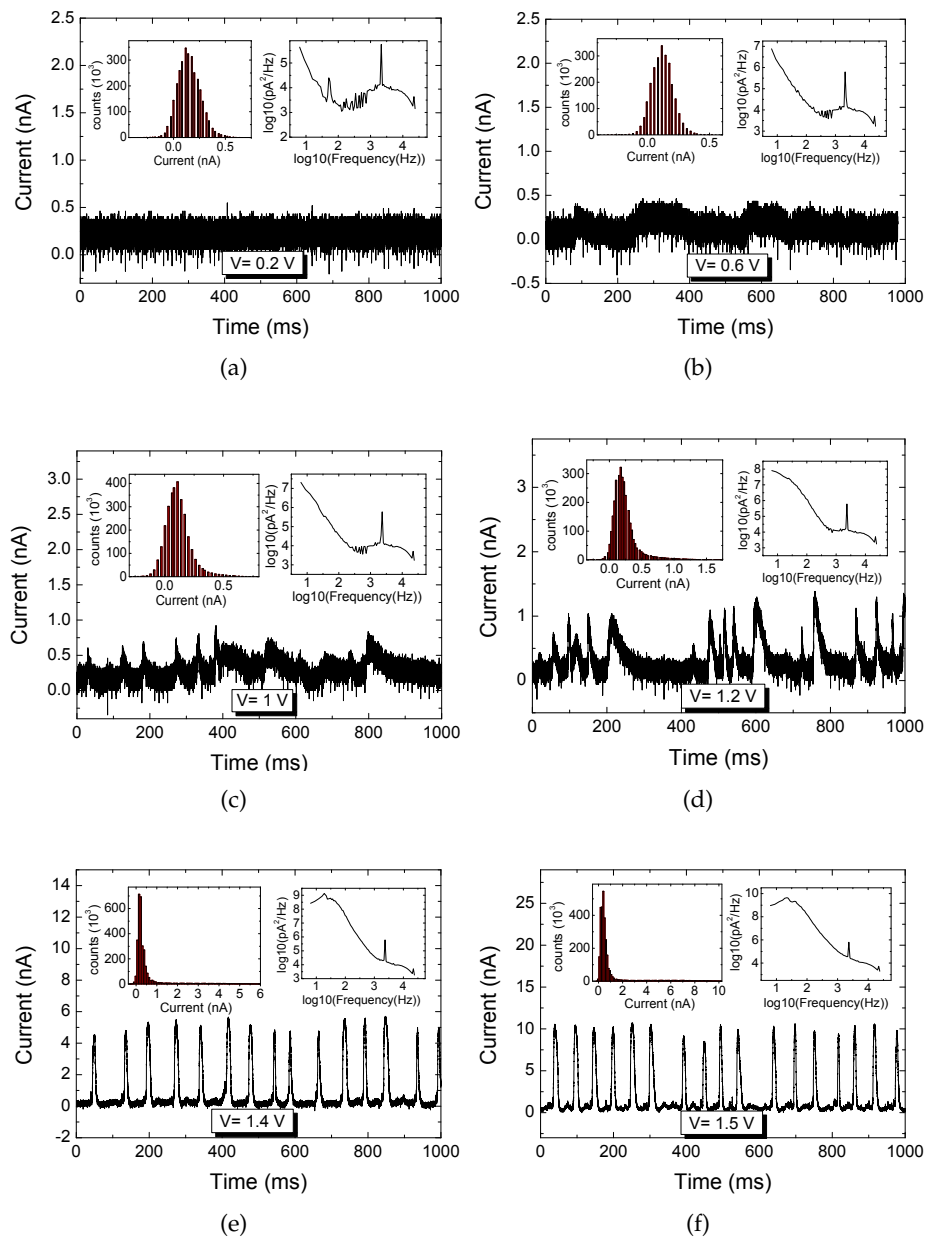 2.5
2.0
1.5
1.0
0.5
0.0
Current (nA)
0 200 400 600 800 1000
Time (ms)
300
200
100
0
counts (10³)
0.0 0.5
Current (nA)
5
4
3
2
log10(pA²/Hz)
1 2 3 4
log10(Frequency(Hz))
V= 0.2 V
(a)
2.5
2.0
1.5
1.0
0.5
0.0
-0.5
Current (nA)
0 200 400 600 800 1000
Time (ms)
300
200
100
0
counts (10³)
0.0 0.5
Current (nA)
7
6
5
4
3
log10(pA²/Hz)
1 2 3 4
log10(Frequency(Hz))
V= 0.6 V
(b)
3.0
2.5
2.0
1.5
1.0
0.5
0.0
Current (nA)
0 200 400 600 800 1000
Time (ms)
400
300
200
100
0
counts (10³)
0.0 0.5
Current (nA)
7
6
5
4
3
log10(pA²/Hz)
1 2 3 4
log10(Frequency(Hz))
V= 1 V
(c)
3
2
1
0
Current (nA)
0 200 400 600 800 1000
Time (ms)
300
200
100
0
counts (10³)
0.0 0.5 1.0 1.5
Current (nA)
8
7
6
5
4
3
log10(pA²/Hz)
1 2 3 4
log10(Frequency(Hz))
V= 1.2 V
(d)
14
12
10
8
6
4
2
0
-2
Current (nA)
0 200 400 600 800 1000
Time (ms)
600
400
200
0
counts (10³)
0 1 2 3 4 5 6
Current (nA)
9
8
7
6
5
4
3
log10(pA²/Hz)
1 2 3 4
log10(Frequency(Hz))
V= 1.4 V
(e)
25
20
15
10
5
0
Current (nA)
0 200 400 600 800 1000
Time (ms)
400
200
0
counts (10³)
0 2 4 6 8 10
Current (nA)
10
8
6
4
log10(pA²/Hz)
1 2 3 4
log10(Frequency(Hz))
V= 1.5 V
(f)